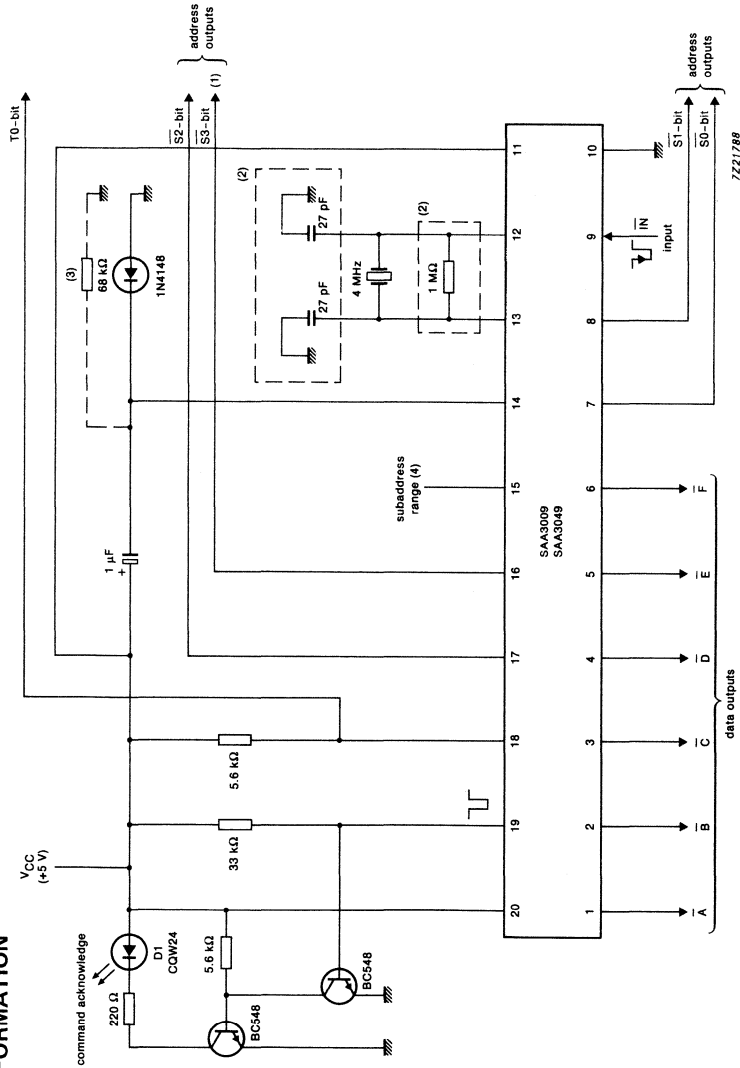 FORMATION
command acknowledge
220 Ω
D1
CQW24
5.6 kΩ
BC548
BC548
VCC
(+5 V)
33 kΩ
5.6 kΩ
1 μF
+
(3)
68 kΩ
1N4148
T0-bit
S2-bit
S3-bit
(1)
address
outputs
(2)
27 pF
27 pF
4 MHz
(2)
1 MΩ
subaddress
range (4)
20
19
18
17
16
15
14
13
12
11
SAA3009
SAA3049
1
2
3
4
5
6
7
8
9
10
A
B
C
D
E
F
data outputs
IN
input
S1-bit
S0-bit
address
outputs
7Z21788